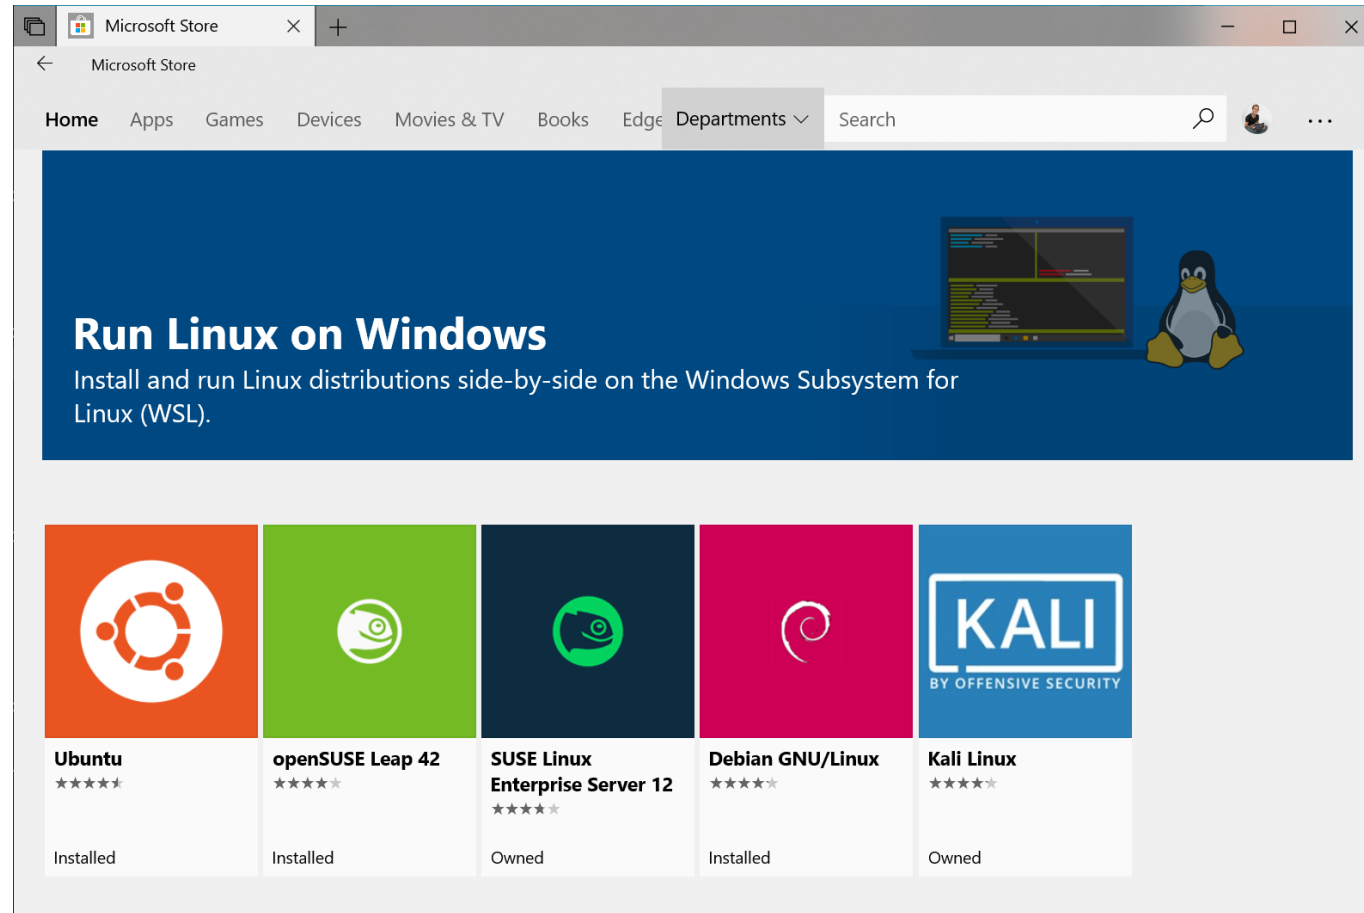 Microsoft Store
Microsoft Store
Home Apps Games Devices Movies & TV Books Edge Departments Search
Run Linux on Windows
Install and run Linux distributions side-by-side on the Windows Subsystem for
Linux (WSL).
KALI
BY OFFENSIVE SECURITY
Ubuntu
Installed
openSUSE Leap 42
Installed
SUSE Linux
Enterprise Server 12
Owned
Debian GNU/Linux
Installed
Kali Linux
Owned